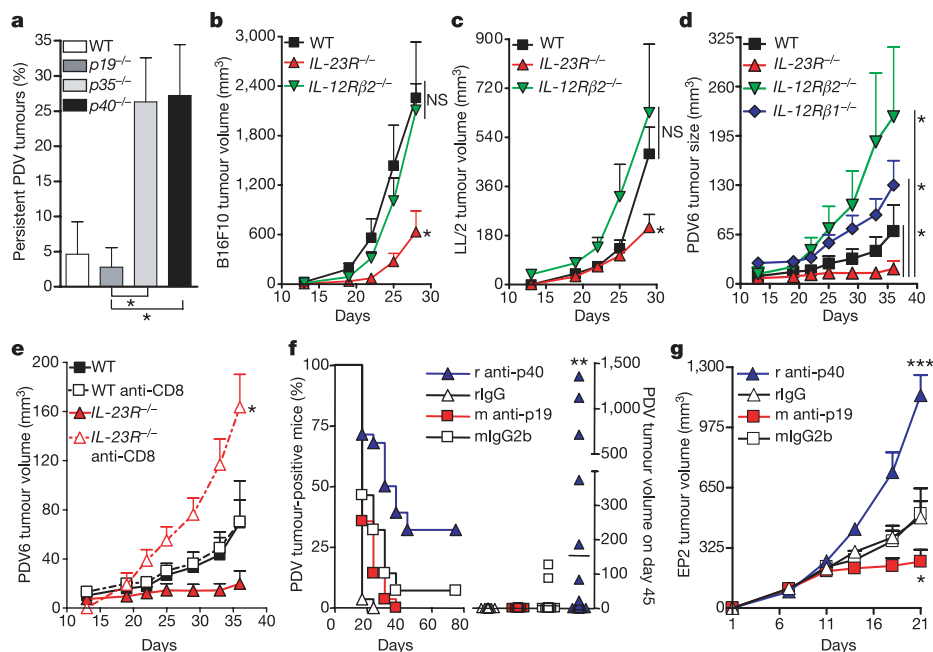 a
Persistent PDV tumours (%)
35
30
25
20
15
10
5
0
WT
p19–/–
p35–/–
p40–/–
*
*
b
B16F10 tumour volume (mm3)
3,000
2,400
1,800
1,200
600
0
WT
IL-23R–/–
IL-12Rβ2–/–
NS
*
10 15 20 25 30
Days
c
LL/2 tumour volume (mm3)
900
720
540
360
180
0
WT
IL-23R–/–
IL-12Rβ2–/–
NS
*
10 15 20 25 30
Days
d
PDV6 tumour size (mm3)
325
260
195
130
65
0
WT
IL-23R–/–
IL-12Rβ2–/–
IL-12Rβ1–/–
*
*
*
10 15 20 25 30 35 40
Days
e
PDV6 tumour volume (mm3)
200
160
120
80
40
0
WT
WT anti-CD8
IL-23R–/–
IL-23R–/–
anti-CD8
*
10 15 20 25 30 35 40
Days
f
PDV tumour-positive mice (%)
100
75
50
25
0
r anti-p40
rIgG
m anti-p19
mIgG2b
0 20 40 60 80
Days
**
1,500
1,000
500
200
100
0
PDV tumour volume on day 45
g
EP2 tumour volume (mm3)
1,300
975
650
325
0
r anti-p40
rIgG
m anti-p19
mIgG2b
***
*
1 6 11 16 21
Days